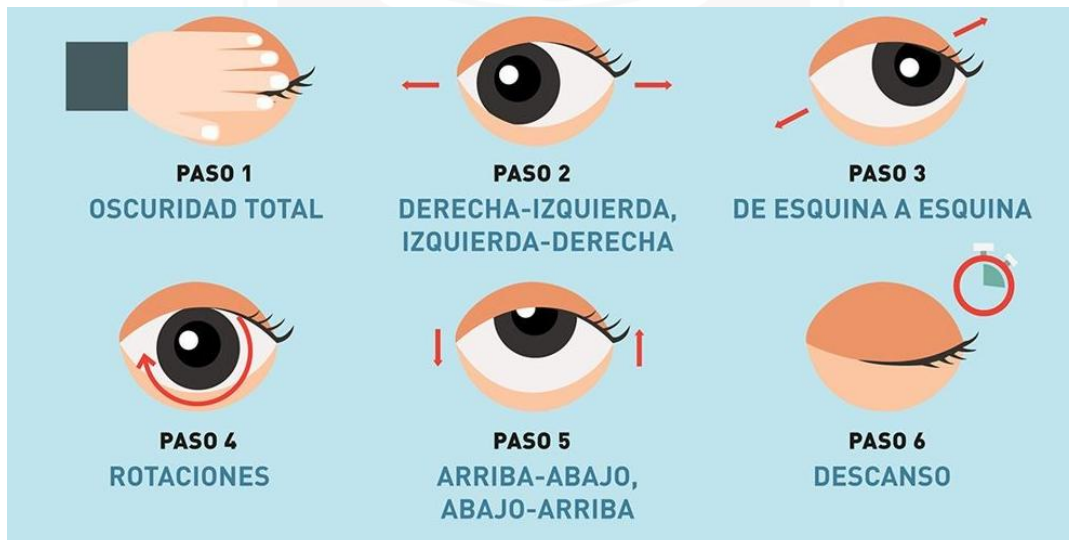 PASO 1
OSCURIDAD TOTAL
PASO 2
DERECHA-IZQUIERDA,
IZQUIERDA-DERECHA
PASO 3
DE ESQUINA A ESQUINA
PASO 4
ROTACIONES
PASO 5
ARRIBA-ABAJO,
ABAJO-ARRIBA
PASO 6
DESCANSO